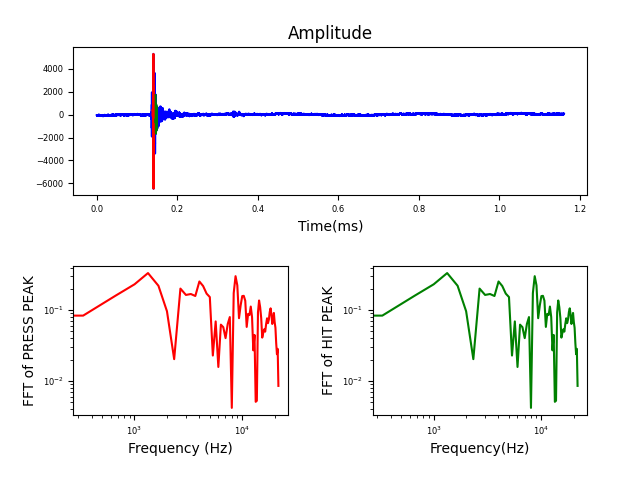 Amplitude
4000
2000
0
−2000
−4000
−6000
0.0 0.2 0.4 0.6 0.8 1.0 1.2
Time(ms)
FFT of PRESS PEAK
10⁻¹
10⁻²
10³ 10⁴
Frequency (Hz)
FFT of HIT PEAK
10⁻¹
10⁻²
10³ 10⁴
Frequency(Hz)